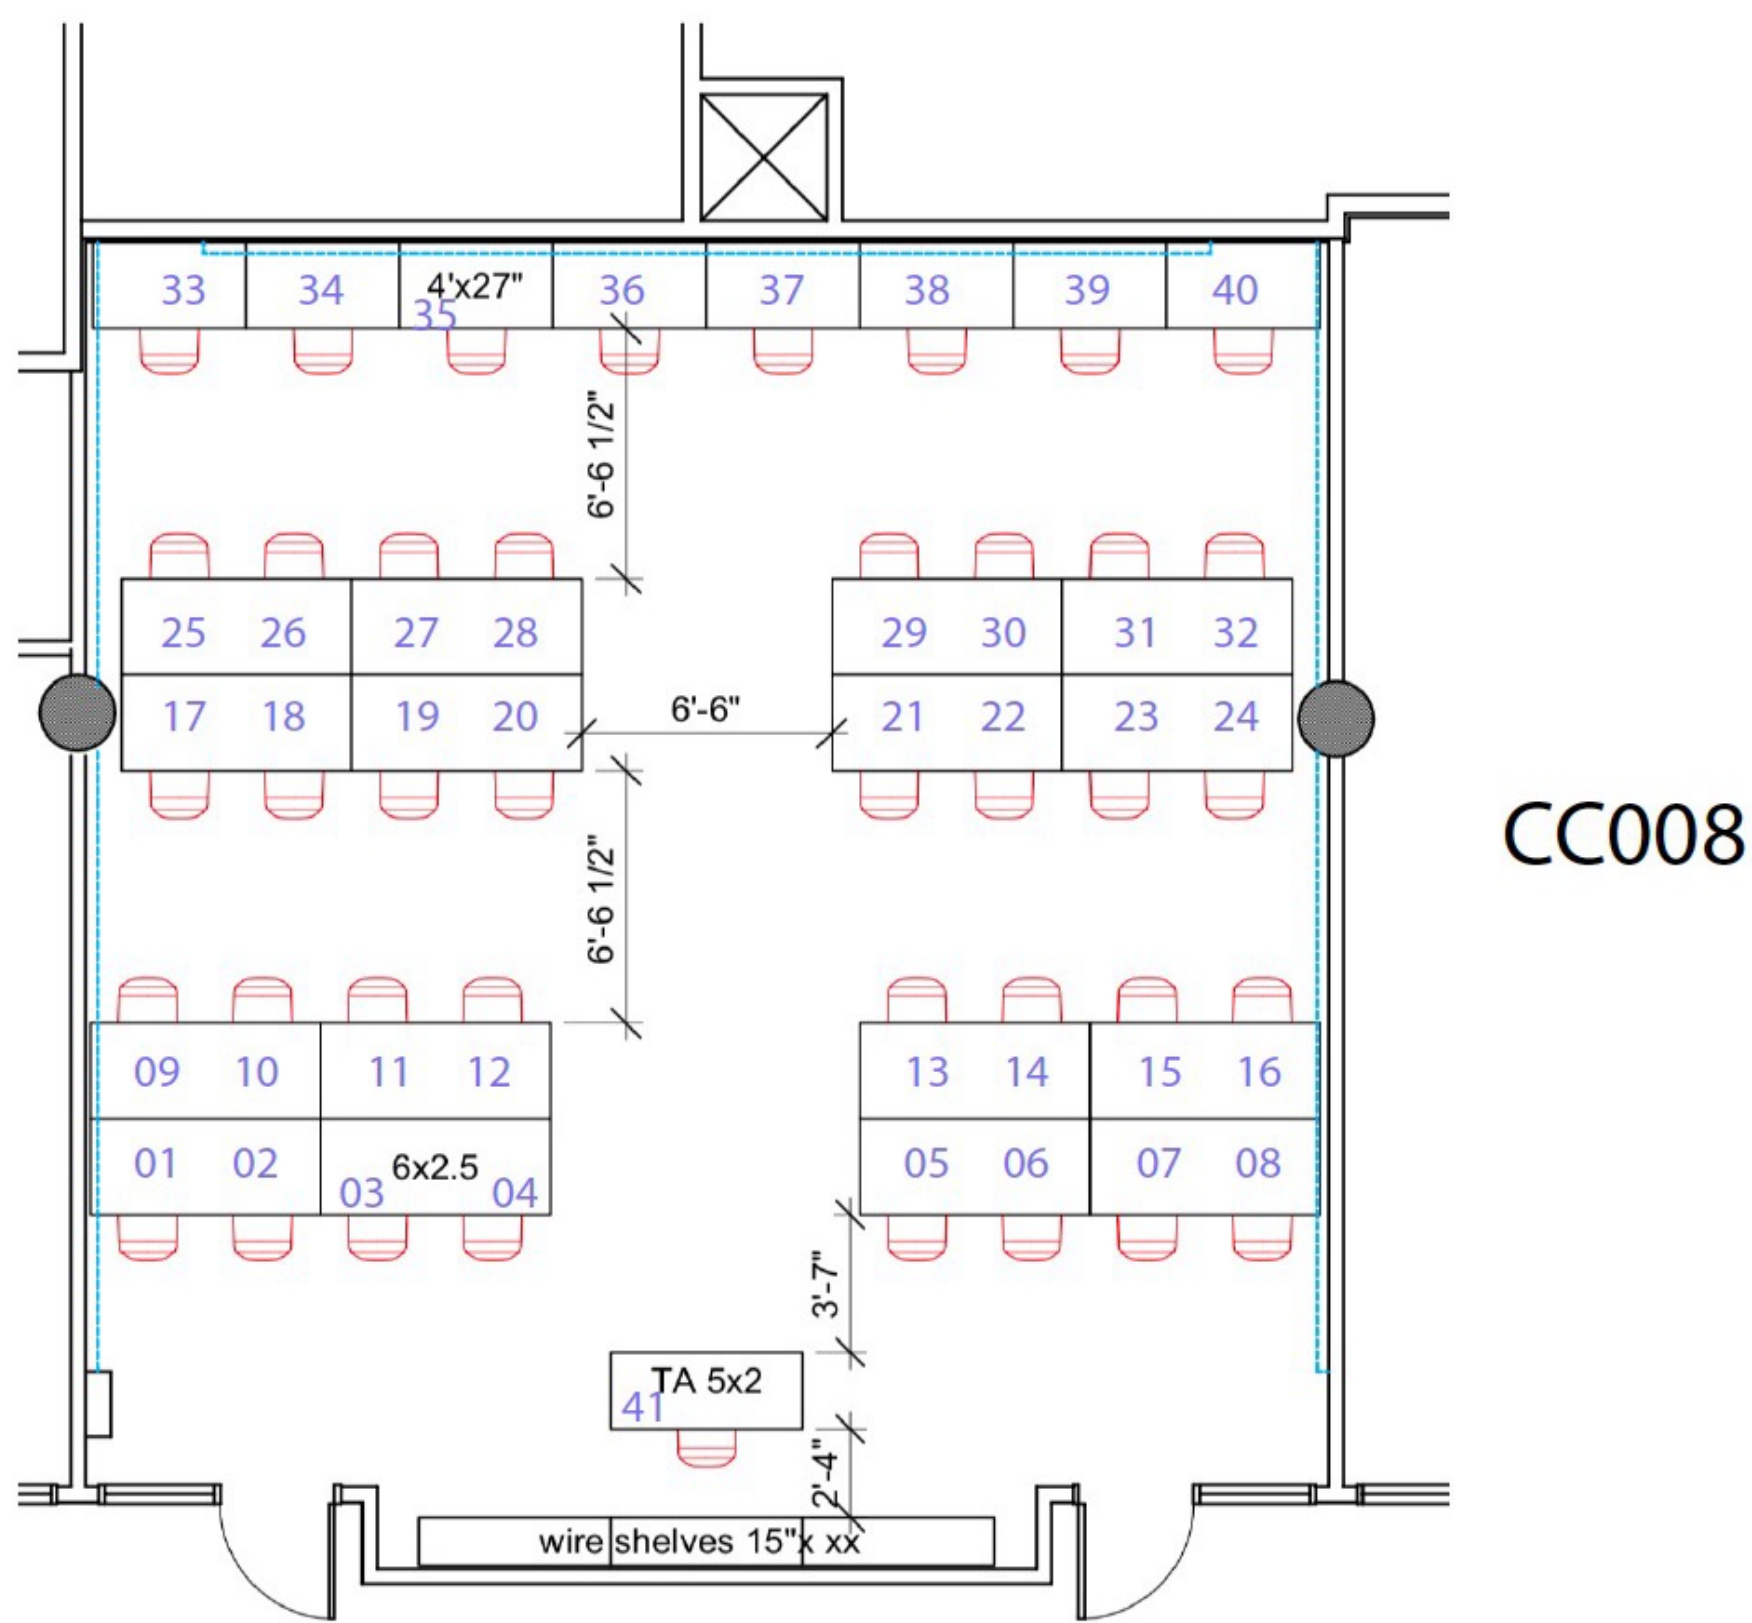 33 34 4'x27" 36 37 38 39 40
35
6'-6 1/2"
25 26 27 28 29 30 31 32
17 18 19 20 6'-6" 21 22 23 24
CC008
6'-6 1/2"
09 10 11 12 13 14 15 16
01 02 6x2.5 05 06 07 08
03 04
3'-7"
TA 5x2
41
2'-4"
wire shelves 15"x xx